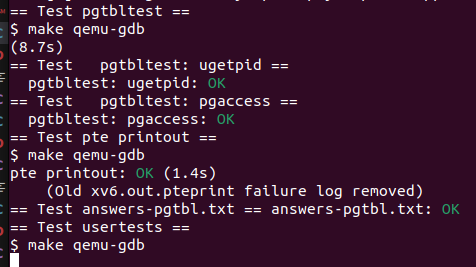 == Test pgtbltest ==
$ make qemu-gdb
(8.7s)
== Test   pgtbltest: ugetpid ==
  pgtbltest: ugetpid: OK
== Test   pgtbltest: pgaccess ==
  pgtbltest: pgaccess: OK
== Test pte printout ==
$ make qemu-gdb
pte printout: OK (1.4s)
    (Old xv6.out.pteprint failure log removed)
== Test answers-pgtbl.txt == answers-pgtbl.txt: OK
== Test usertests ==
$ make qemu-gdb